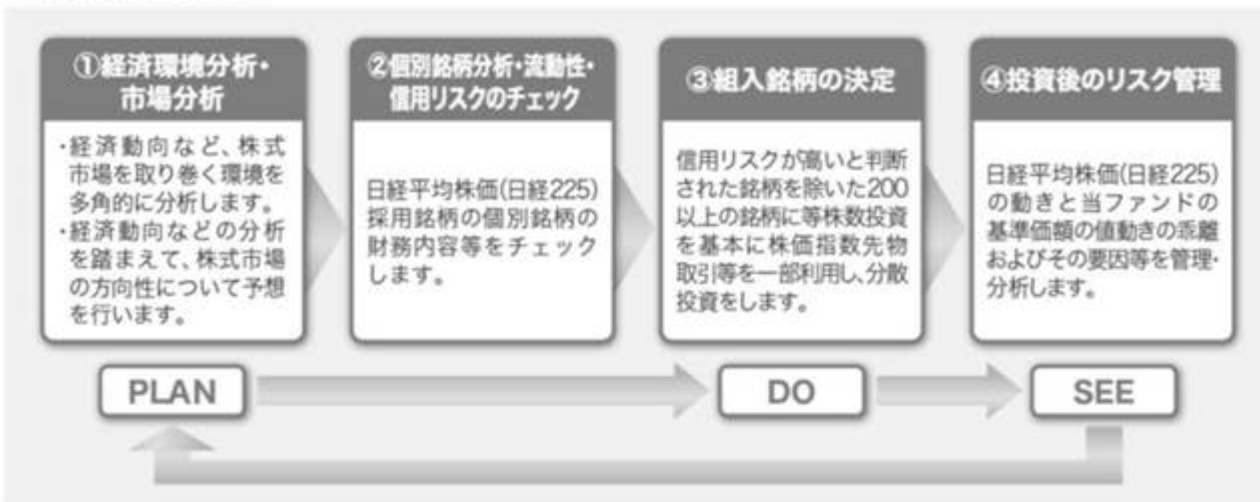 ①経済環境分析・
市場分析
・経済動向など、株式
市場を取り巻く環境を
多角的に分析します。
・経済動向などの分析
を踏まえて、株式市場
の方向性について予想
を行います。
②個別銘柄分析・流動性・
信用リスクのチェック
日経平均株価(日経225)
採用銘柄の個別銘柄の
財務内容等をチェック
します。
③組入銘柄の決定
信用リスクが高いと判断
された銘柄を除いた200
以上の銘柄に等株数投資
を基本に株価指数先物
取引等を一部利用し、分散
投資をします。
④投資後のリスク管理
日経平均株価(日経225)
の動きと当ファンドの
基準価額の値動きの乖離
およびその要因等を管理・
分析します。
PLAN
DO
SEE